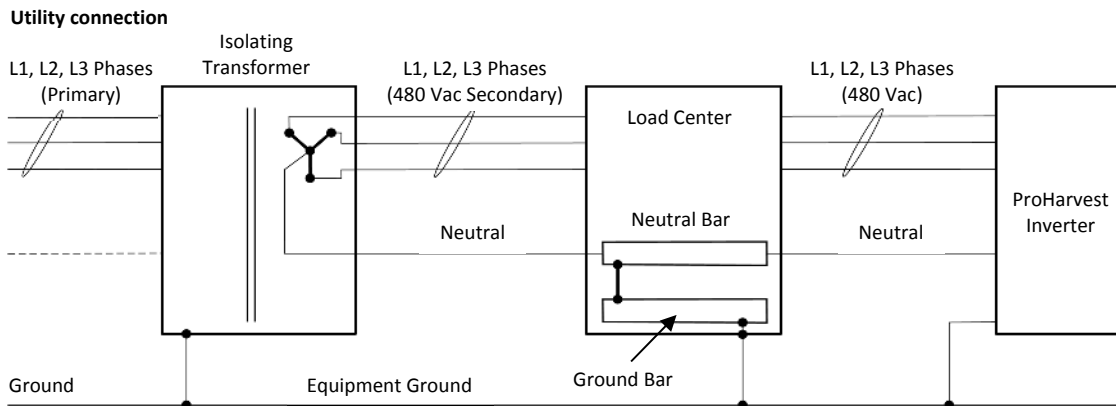 Utility connection
Isolating
Transformer
L1, L2, L3 Phases
(Primary)
L1, L2, L3 Phases
(480 Vac Secondary)
L1, L2, L3 Phases
(480 Vac)
Load Center
ProHarvest
Inverter
Neutral Bar
Neutral
Neutral
Ground
Equipment Ground
Ground Bar